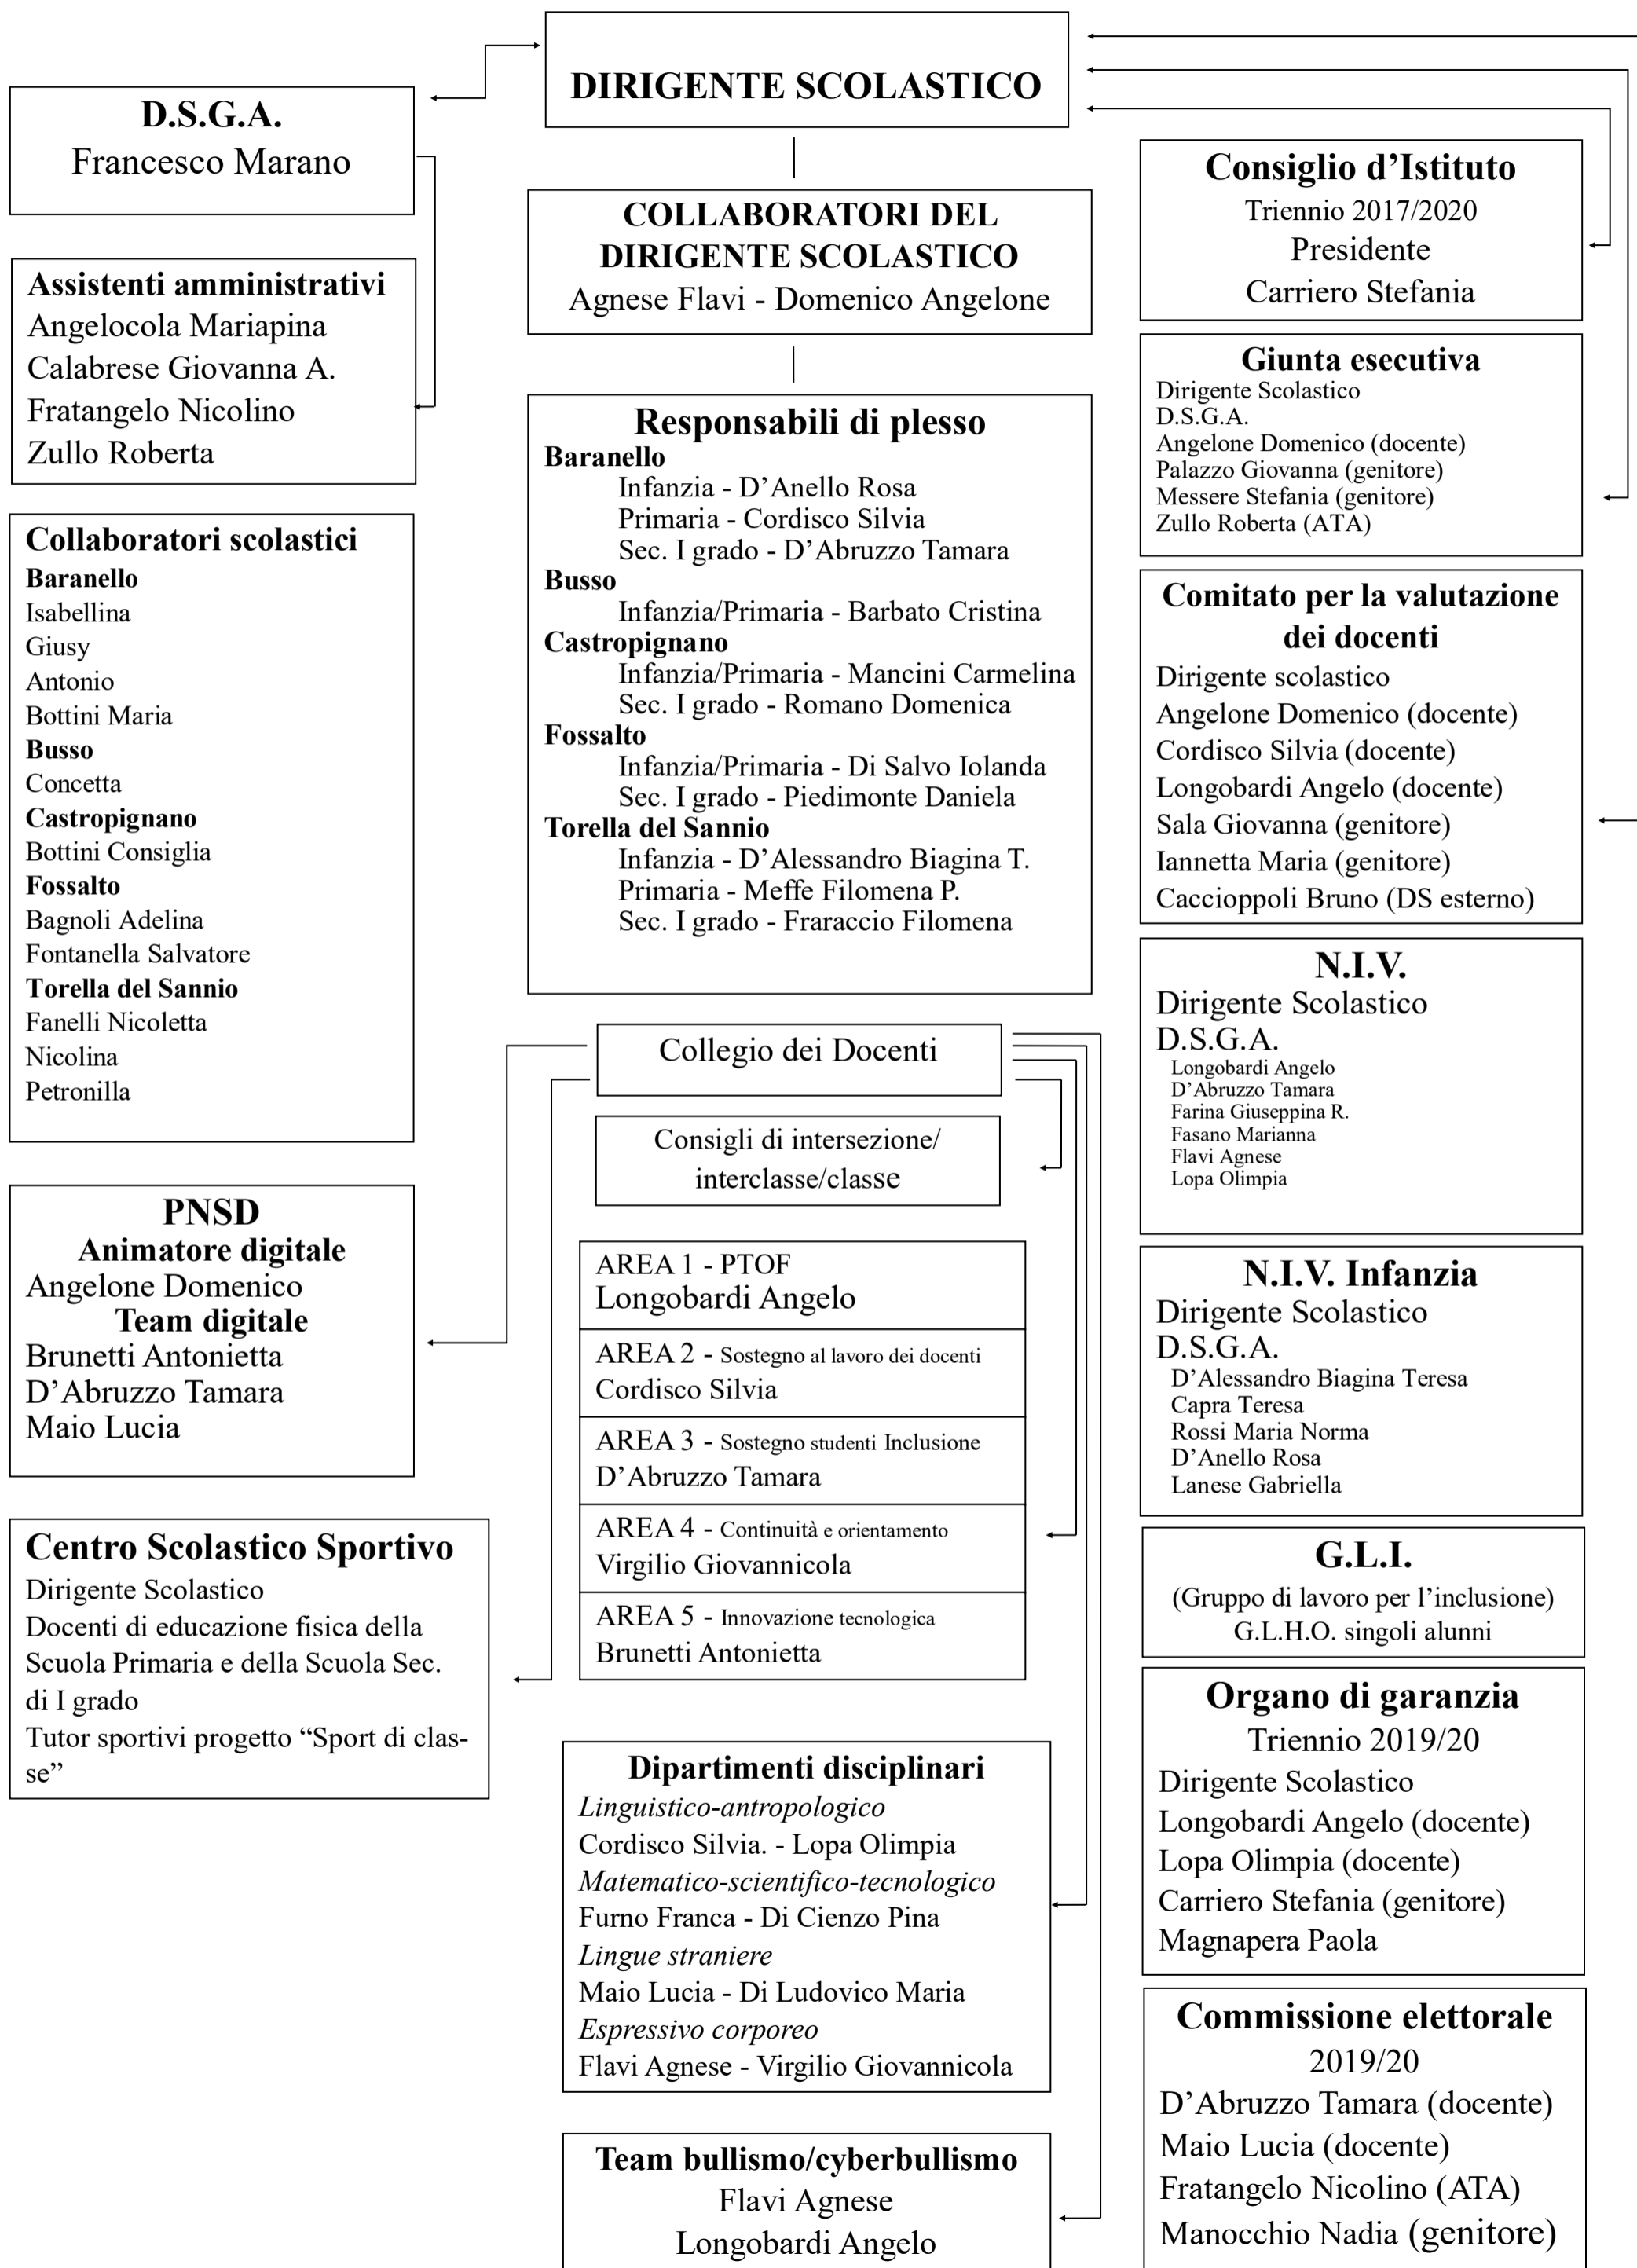 DIRIGENTE SCOLASTICO
D.S.G.A.
Francesco Marano
Assistenti amministrativi
Angelocola Mariapina
Calabrese Giovanna A.
Fratangelo Nicolino
Zullo Roberta
Collaboratori scolastici
Baranello
Isabellina
Giusy
Antonio
Bottini Maria
Busso
Concetta
Castropignano
Bottini Consiglia
Fossalto
Bagnoli Adelina
Fontanella Salvatore
Torella del Sannio
Fanelli Nicoletta
Nicolina
Petronilla
PNSD
Animatore digitale
Angelone Domenico
Team digitale
Brunetti Antonietta
D’Abruzzo Tamara
Maio Lucia
Centro Scolastico Sportivo
Dirigente Scolastico
Docenti di educazione fisica della
Scuola Primaria e della Scuola Sec.
di I grado
Tutor sportivi progetto “Sport di clas-
se”
COLLABORATORI DEL
DIRIGENTE SCOLASTICO
Agnese Flavi - Domenico Angelone
Responsabili di plesso
Baranello
Infanzia - D’Anello Rosa
Primaria - Cordisco Silvia
Sec. I grado - D’Abruzzo Tamara
Busso
Infanzia/Primaria - Barbato Cristina
Castropignano
Infanzia/Primaria - Mancini Carmelina
Sec. I grado - Romano Domenica
Fossalto
Infanzia/Primaria - Di Salvo Iolanda
Sec. I grado - Piedimonte Daniela
Torella del Sannio
Infanzia - D’Alessandro Biagina T.
Primaria - Meffe Filomena P.
Sec. I grado - Fraraccio Filomena
Collegio dei Docenti
Consigli di intersezione/
interclasse/classe
AREA 1 - PTOF
Longobardi Angelo
AREA 2 - Sostegno al lavoro dei docenti
Cordisco Silvia
AREA 3 - Sostegno studenti Inclusione
D’Abruzzo Tamara
AREA 4 - Continuità e orientamento
Virgilio Giovannicola
AREA 5 - Innovazione tecnologica
Brunetti Antonietta
Dipartimenti disciplinari
Linguistico-antropologico
Cordisco Silvia. - Lopa Olimpia
Matematico-scientifico-tecnologico
Furno Franca - Di Cienzo Pina
Lingue straniere
Maio Lucia - Di Ludovico Maria
Espressivo corporeo
Flavi Agnese - Virgilio Giovannicola
Team bullismo/cyberbullismo
Flavi Agnese
Longobardi Angelo
Consiglio d’Istituto
Triennio 2017/2020
Presidente
Carriero Stefania
Giunta esecutiva
Dirigente Scolastico
D.S.G.A.
Angelone Domenico (docente)
Palazzo Giovanna (genitore)
Messere Stefania (genitore)
Zullo Roberta (ATA)
Comitato per la valutazione
dei docenti
Dirigente scolastico
Angelone Domenico (docente)
Cordisco Silvia (docente)
Longobardi Angelo (docente)
Sala Giovanna (genitore)
Iannetta Maria (genitore)
Caccioppoli Bruno (DS esterno)
N.I.V.
Dirigente Scolastico
D.S.G.A.
Longobardi Angelo
D’Abruzzo Tamara
Farina Giuseppina R.
Fasano Marianna
Flavi Agnese
Lopa Olimpia
N.I.V. Infanzia
Dirigente Scolastico
D.S.G.A.
D’Alessandro Biagina Teresa
Capra Teresa
Rossi Maria Norma
D’Anello Rosa
Lanese Gabriella
G.L.I.
(Gruppo di lavoro per l’inclusione)
G.L.H.O. singoli alunni
Organo di garanzia
Triennio 2019/20
Dirigente Scolastico
Longobardi Angelo (docente)
Lopa Olimpia (docente)
Carriero Stefania (genitore)
Magnapera Paola
Commissione elettorale
2019/20
D’Abruzzo Tamara (docente)
Maio Lucia (docente)
Fratangelo Nicolino (ATA)
Manocchio Nadia (genitore)